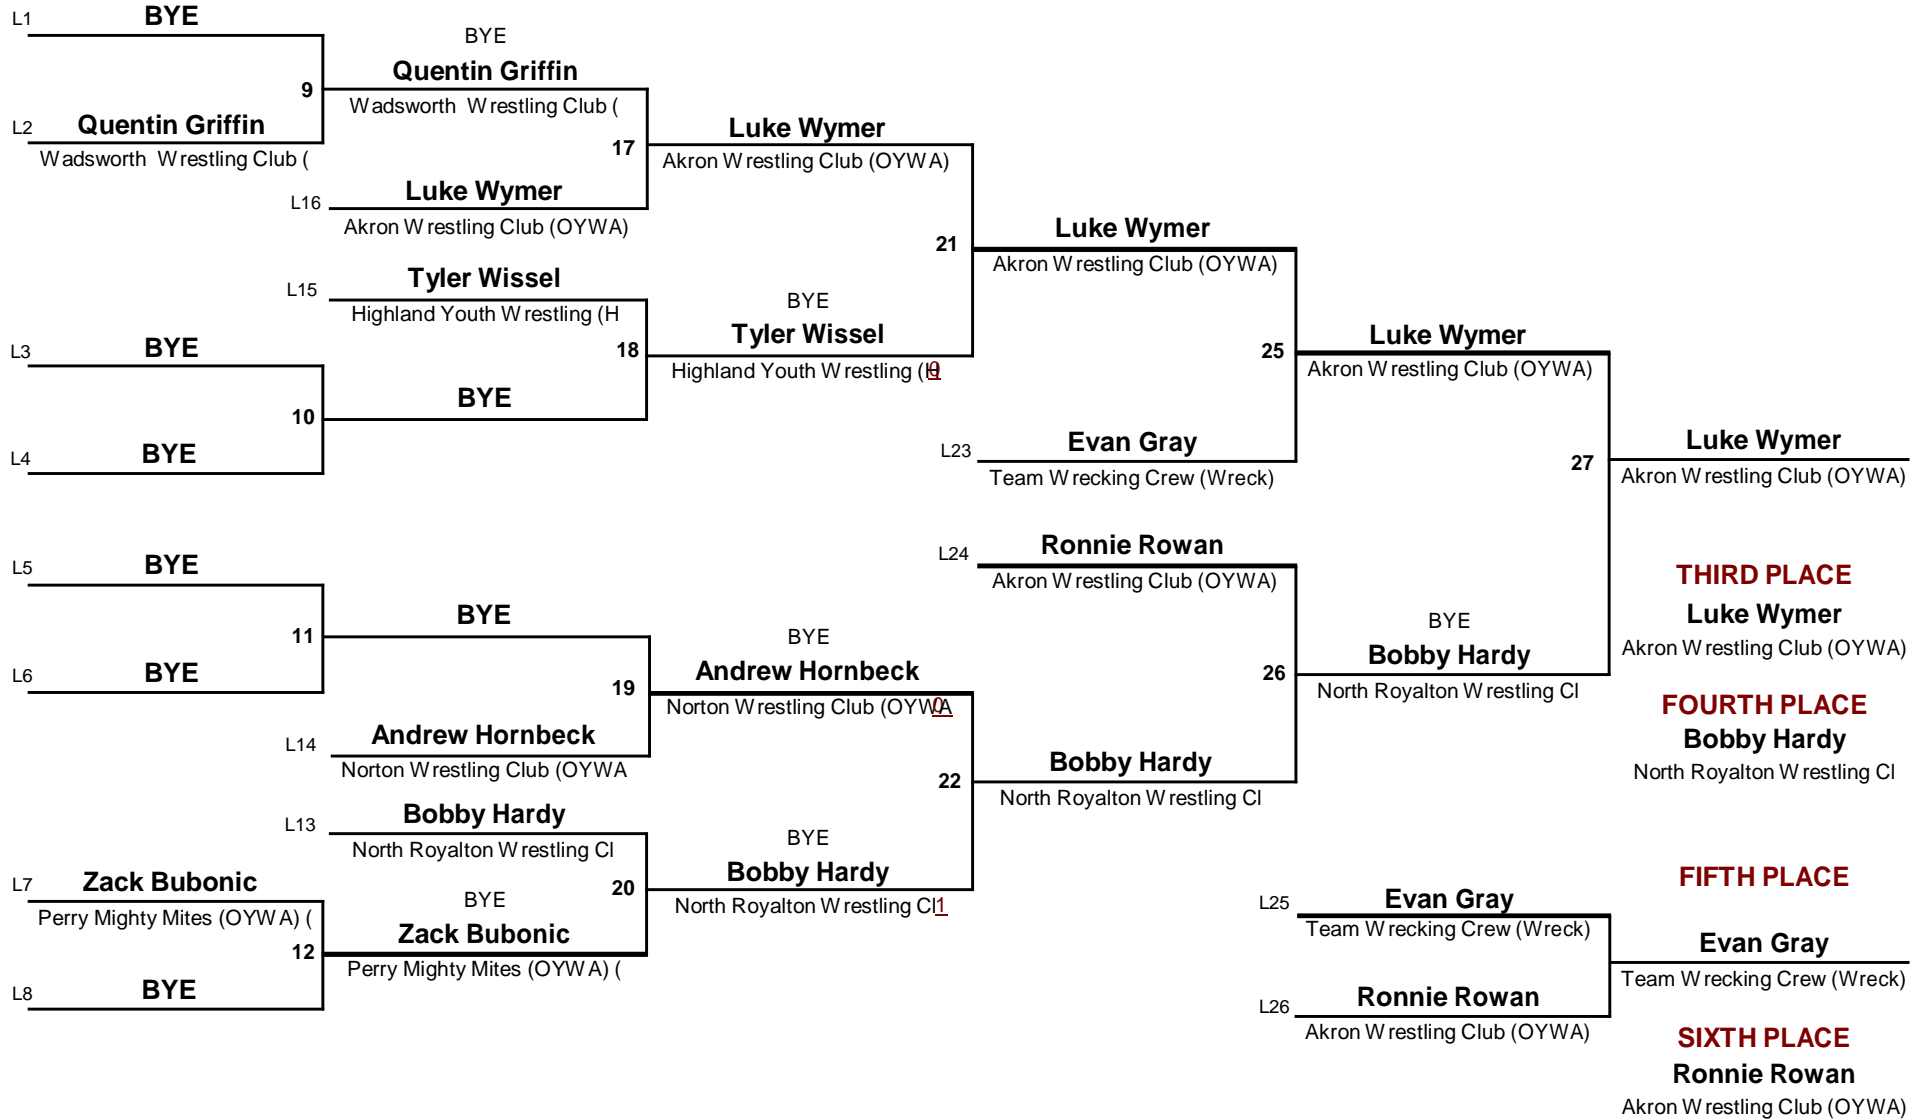 L1
BYE
BYE
Quentin Griffin
9
Wadsworth Wrestling Club (
L2
Quentin Griffin
Wadsworth Wrestling Club (
17
Luke Wymer
Akron Wrestling Club (OYWA)
L16
Luke Wymer
Akron Wrestling Club (OYWA)
21
Luke Wymer
Akron Wrestling Club (OYWA)
L15
Tyler Wissel
Highland Youth Wrestling (H
BYE
18
Tyler Wissel
Highland Youth Wrestling (H
0
L3
BYE
10
BYE
L4
BYE
25
Luke Wymer
Akron Wrestling Club (OYWA)
L23
Evan Gray
Team Wrecking Crew (Wreck)
27
Luke Wymer
Akron Wrestling Club (OYWA)
L24
Ronnie Rowan
Akron Wrestling Club (OYWA)
L5
BYE
11
BYE
L6
BYE
BYE
19
Andrew Hornbeck
Norton Wrestling Club (OYWA
0
L14
Andrew Hornbeck
Norton Wrestling Club (OYWA
26
BYE
Bobby Hardy
North Royalton Wrestling Cl
22
Bobby Hardy
North Royalton Wrestling Cl
L13
Bobby Hardy
North Royalton Wrestling Cl
BYE
20
Bobby Hardy
North Royalton Wrestling Cl
1
L7
Zack Bubonic
Perry Mighty Mites (OYWA) (
BYE
12
Zack Bubonic
Perry Mighty Mites (OYWA) (
L8
BYE
THIRD PLACE
Luke Wymer
Akron Wrestling Club (OYWA)
FOURTH PLACE
Bobby Hardy
North Royalton Wrestling Cl
FIFTH PLACE
L25
Evan Gray
Team Wrecking Crew (Wreck)
Evan Gray
Team Wrecking Crew (Wreck)
L26
Ronnie Rowan
Akron Wrestling Club (OYWA)
SIXTH PLACE
Ronnie Rowan
Akron Wrestling Club (OYWA)